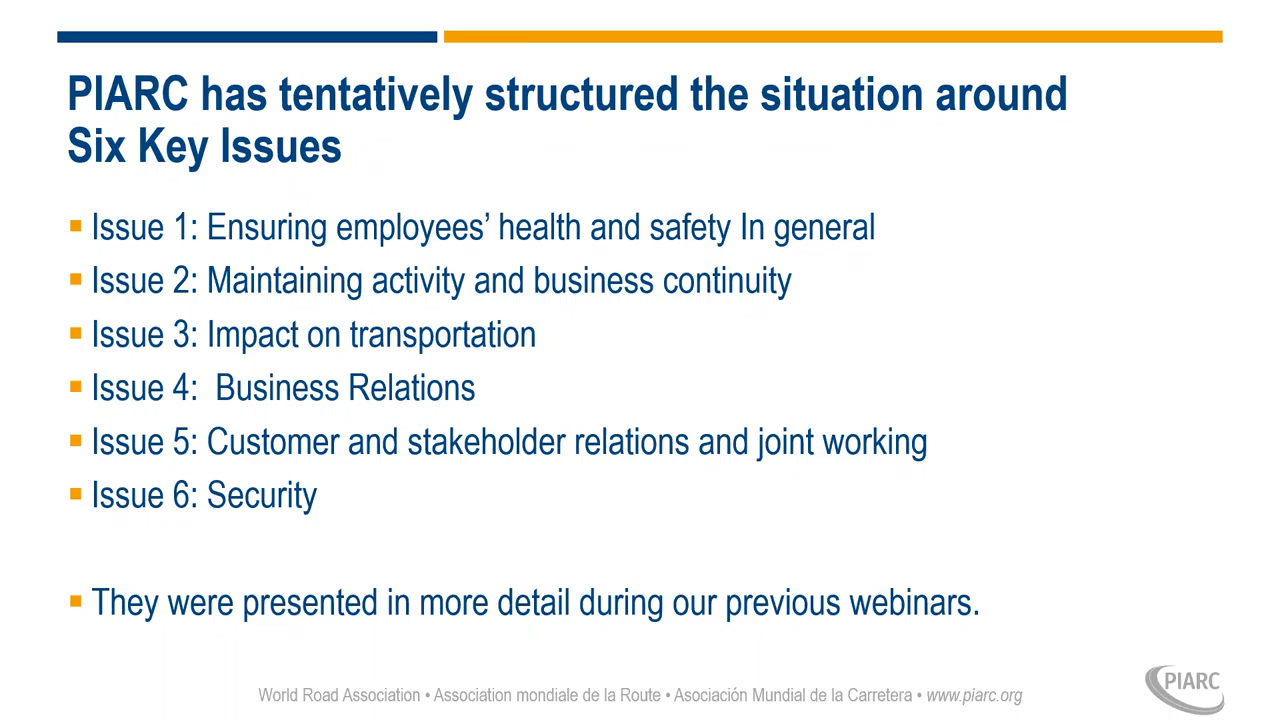 PIARC has tentatively structured the situation around
Six Key Issues
Issue 1: Ensuring employees’ health and safety In general
Issue 2: Maintaining activity and business continuity
Issue 3: Impact on transportation
Issue 4:  Business Relations
Issue 5: Customer and stakeholder relations and joint working
Issue 6: Security
They were presented in more detail during our previous webinars.
World Road Association • Association mondiale de la Route • Asociación Mundial de la Carretera • www.piarc.org
PIARC